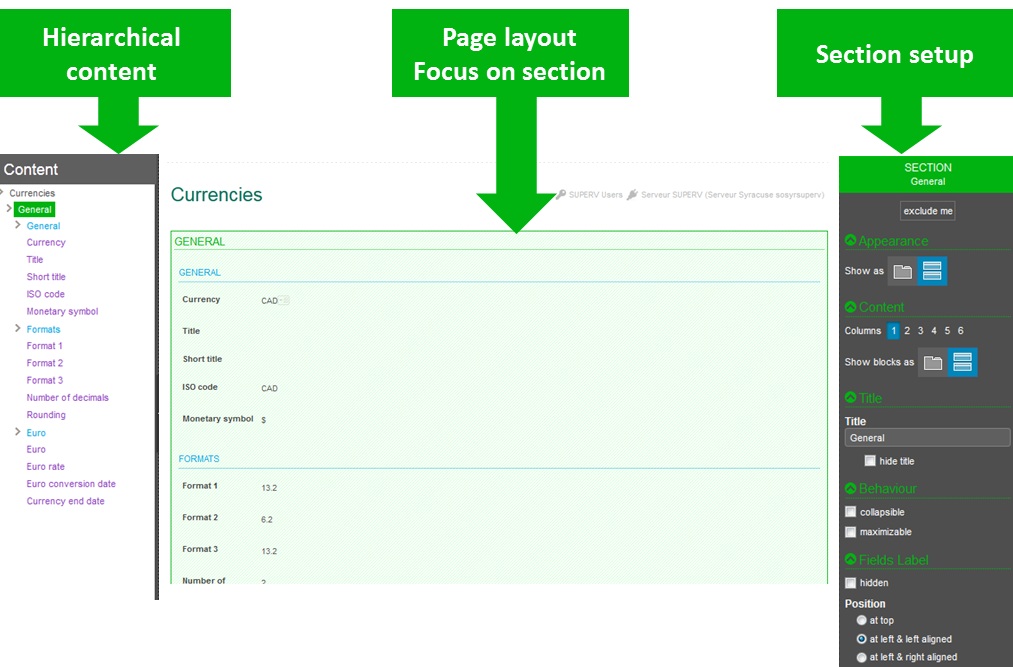 Hierarchical
content
Page layout
Focus on section
Section setup
Content
Currencies
General
General
Currency
Title
Short title
ISO code
Monetary symbol
Formats
Format 1
Format 2
Format 3
Number of decimals
Rounding
Euro
Euro
Euro rate
Euro conversion date
Currency end date
Currencies
SUPERV Users
Serveur SUPERV (Serveur Syracuse sosyrsuperv)
GENERAL
GENERAL
Currency CAD
Title
Short title
ISO code CAD
Monetary symbol $
FORMATS
Format 1 13.2
Format 2 6.2
Format 3 13.2
Number of 2
SECTION
General
exclude me
Appearance
Show as
Content
Columns 1 2 3 4 5 6
Show blocks as
Title
Title
General
hide title
Behaviour
collapsible
maximizable
Fields Label
hidden
Position
at top
at left & left aligned
at left & right aligned